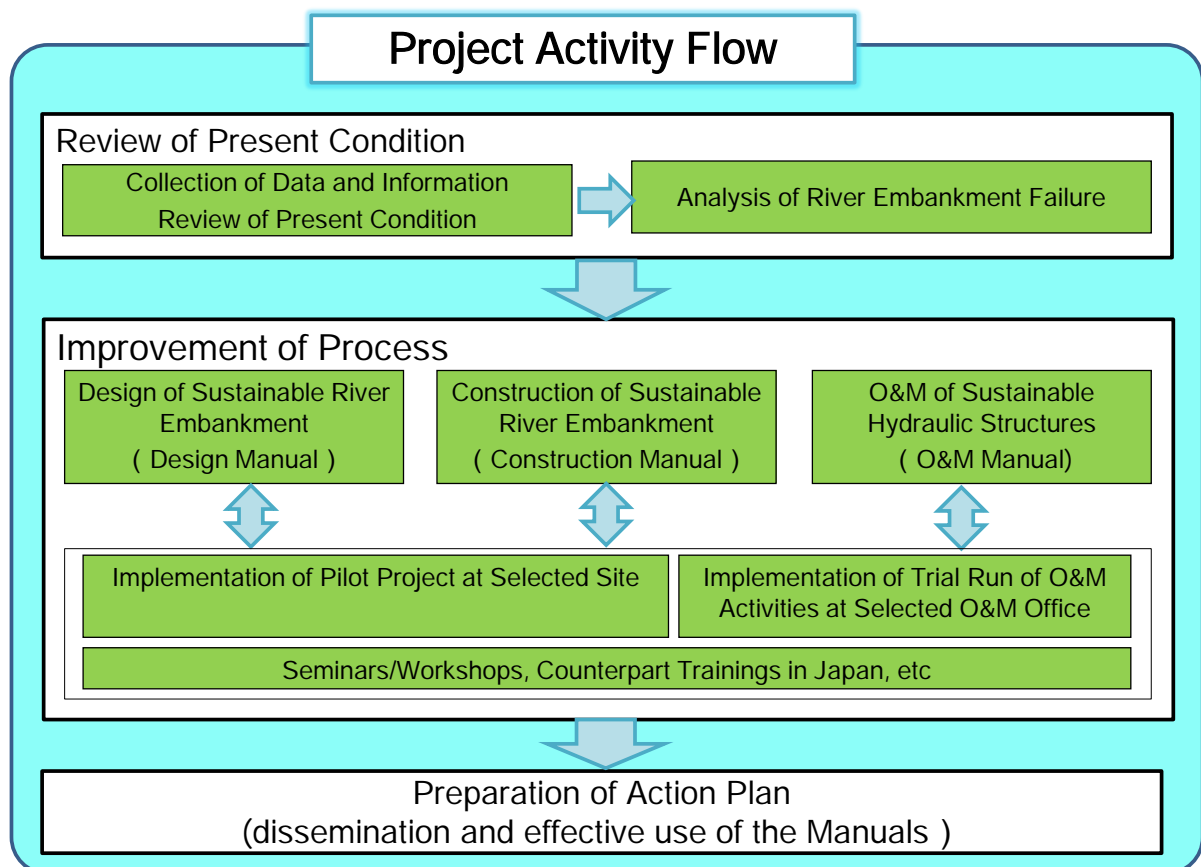 Project Activity Flow
Review of Present Condition
Collection of Data and Information
Review of Present Condition
Analysis of River Embankment Failure
Improvement of Process
Design of Sustainable River
Embankment
( Design Manual )
Construction of Sustainable
River Embankment
( Construction Manual )
O&M of Sustainable
Hydraulic Structures
( O&M Manual)
Implementation of Pilot Project at Selected Site
Implementation of Trial Run of O&M
Activities at Selected O&M Office
Seminars/Workshops, Counterpart Trainings in Japan, etc
Preparation of Action Plan
(dissemination and effective use of the Manuals )